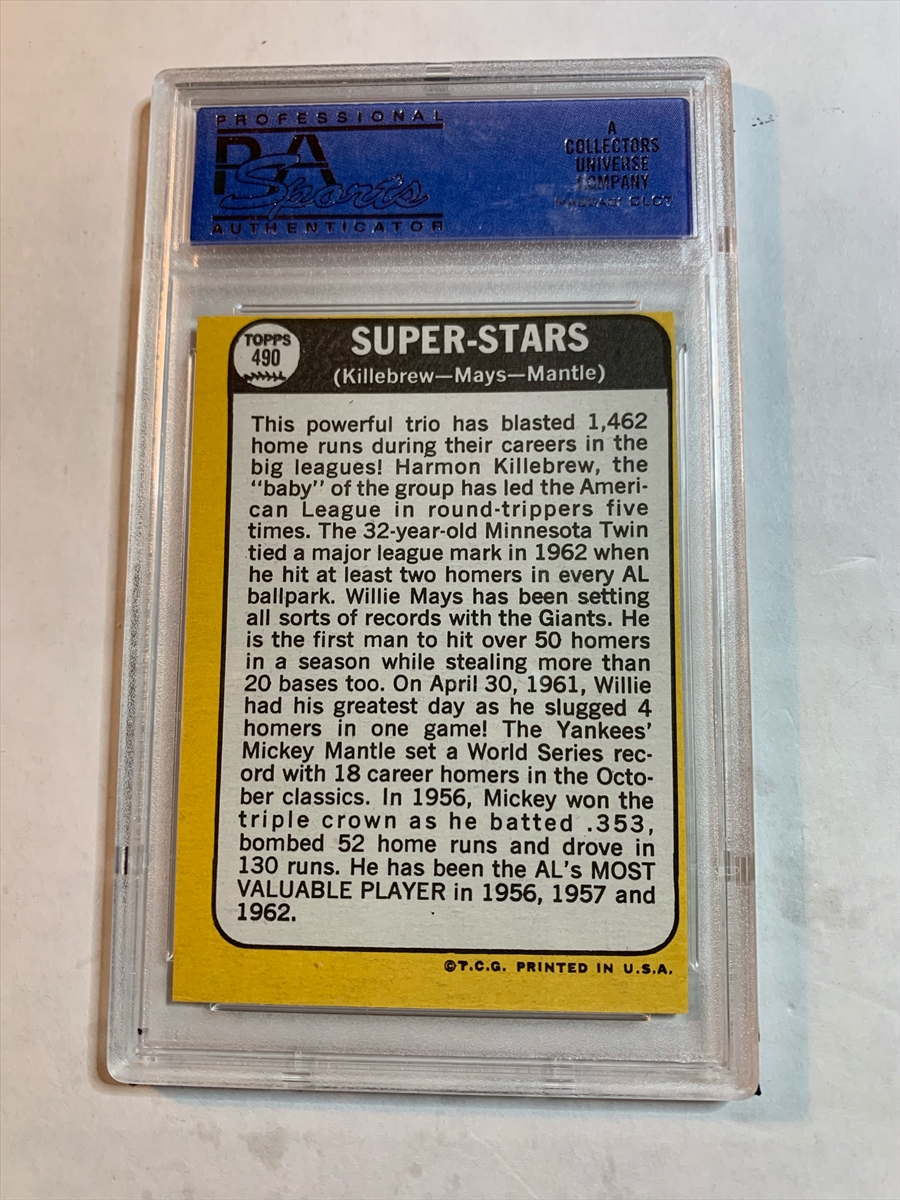 PROFESSIONAL
PSA
Sports
AUTHENTICATOR
A
COLLECTORS
UNIVERSE
COMPANY
NASDAQ: CLCT
TOPPS
490
SUPER-STARS
(Killebrew—Mays—Mantle)
This powerful trio has blasted 1,462
home runs during their careers in the
big leagues! Harmon Killebrew, the
"baby" of the group has led the Ameri-
can League in round-trippers five
times. The 32-year-old Minnesota Twin
tied a major league mark in 1962 when
he hit at least two homers in every AL
ballpark. Willie Mays has been setting
all sorts of records with the Giants. He
is the first man to hit over 50 homers
in a season while stealing more than
20 bases too. On April 30, 1961, Willie
had his greatest day as he slugged 4
homers in one game! The Yankees'
Mickey Mantle set a World Series rec-
ord with 18 career homers in the Octo-
ber classics. In 1956, Mickey won the
triple crown as he batted .353,
bombed 52 home runs and drove in
130 runs. He has been the AL's MOST
VALUABLE PLAYER in 1956, 1957 and
1962.
©T.C.G. PRINTED IN U.S.A.